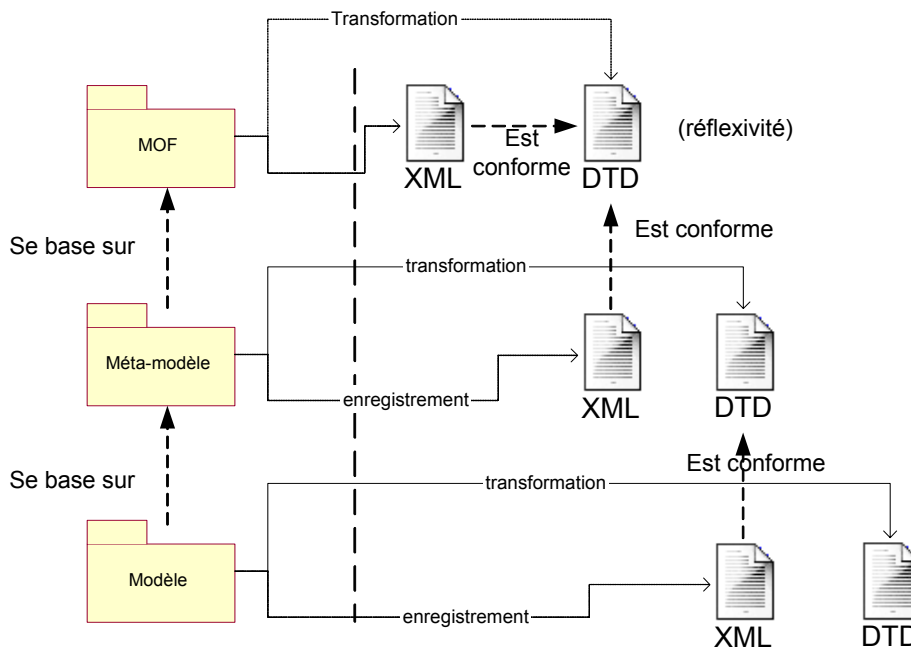 Transformation
MOF
XML
Est
conforme
DTD
(réflexivité)
Se base sur
Est conforme
transformation
Méta-modèle
enregistrement
XML
DTD
Se base sur
Est conforme
transformation
Modèle
enregistrement
XML
DTD